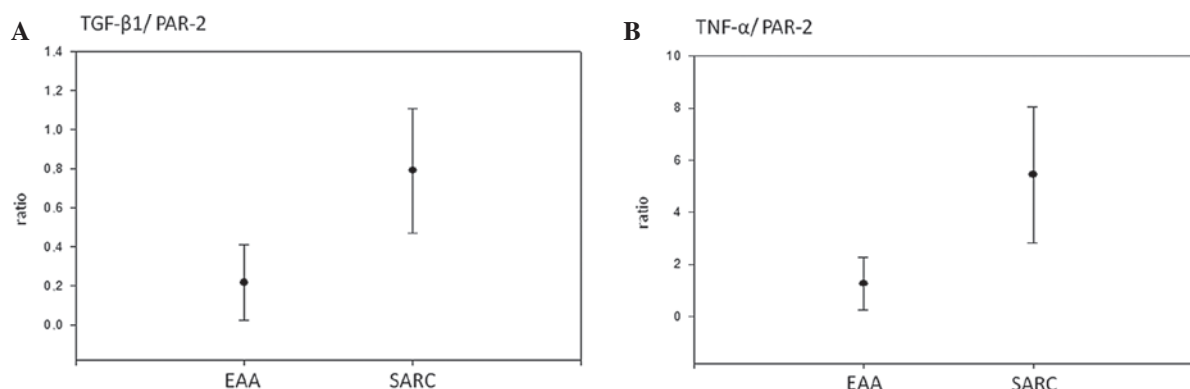 A
TGF-β1/ PAR-2
1.4
1.2
1.0
0.8
0.6
0.4
0.2
0.0
ratio
EAA
SARC
B
TNF-α/ PAR-2
10
8
6
4
2
0
ratio
EAA
SARC